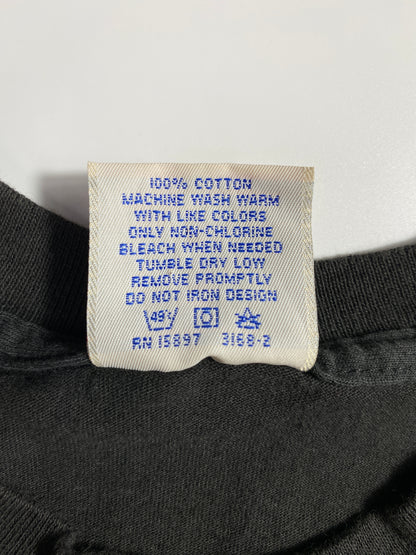 100% COTTON
MACHINE WASH WARM
WITH LIKE COLORS
ONLY NON-CHLORINE
BLEACH WHEN NEEDED
TUMBLE DRY LOW
REMOVE PROMPTLY
DO NOT IRON DESIGN
49
RN 15897 3168-2